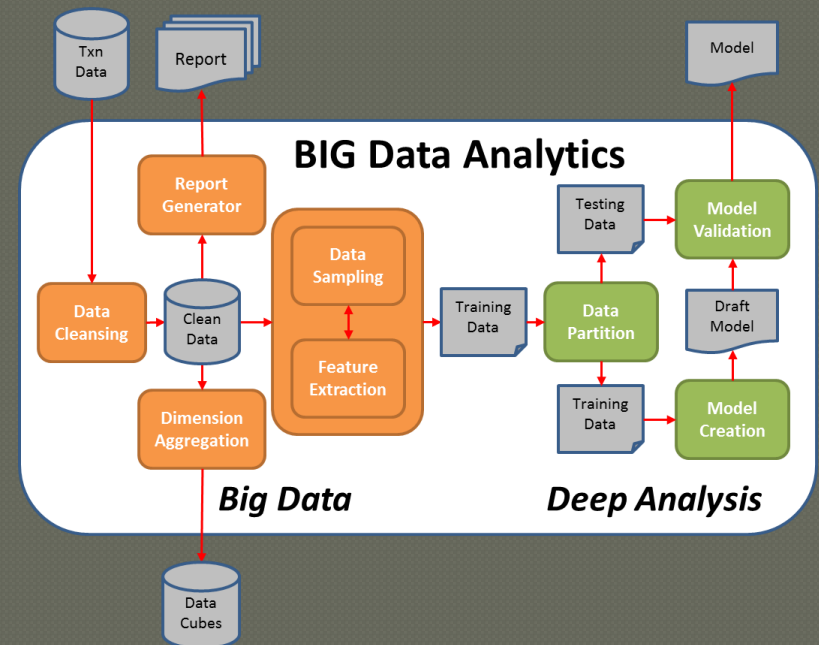 Txn
Data
Report
Model
BIG Data Analytics
Report
Generator
Data
Sampling
Testing
Data
Model
Validation
Data
Cleansing
Clean
Data
Training
Data
Data
Partition
Draft
Model
Feature
Extraction
Dimension
Aggregation
Training
Data
Model
Creation
Big Data
Deep Analysis
Data
Cubes